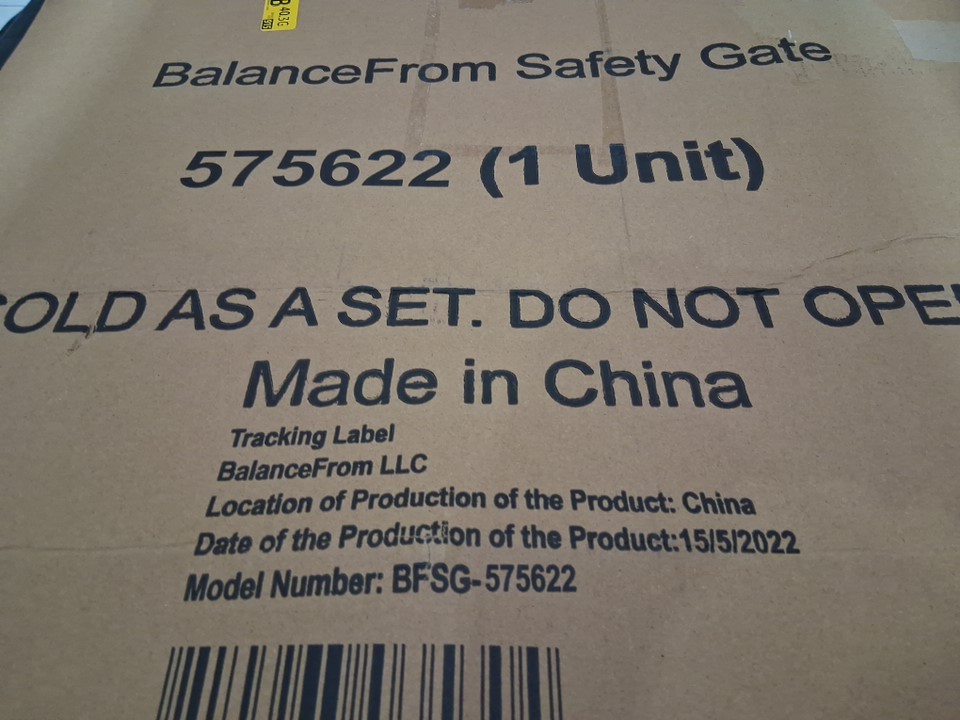 BalanceFrom Safety Gate
575622 (1 Unit)
SOLD AS A SET. DO NOT OPEN
Made in China
Tracking Label
BalanceFrom LLC
Location of Production of the Product: China
Date of the Production of the Product:15/5/2022
Model Number: BFSG-575622